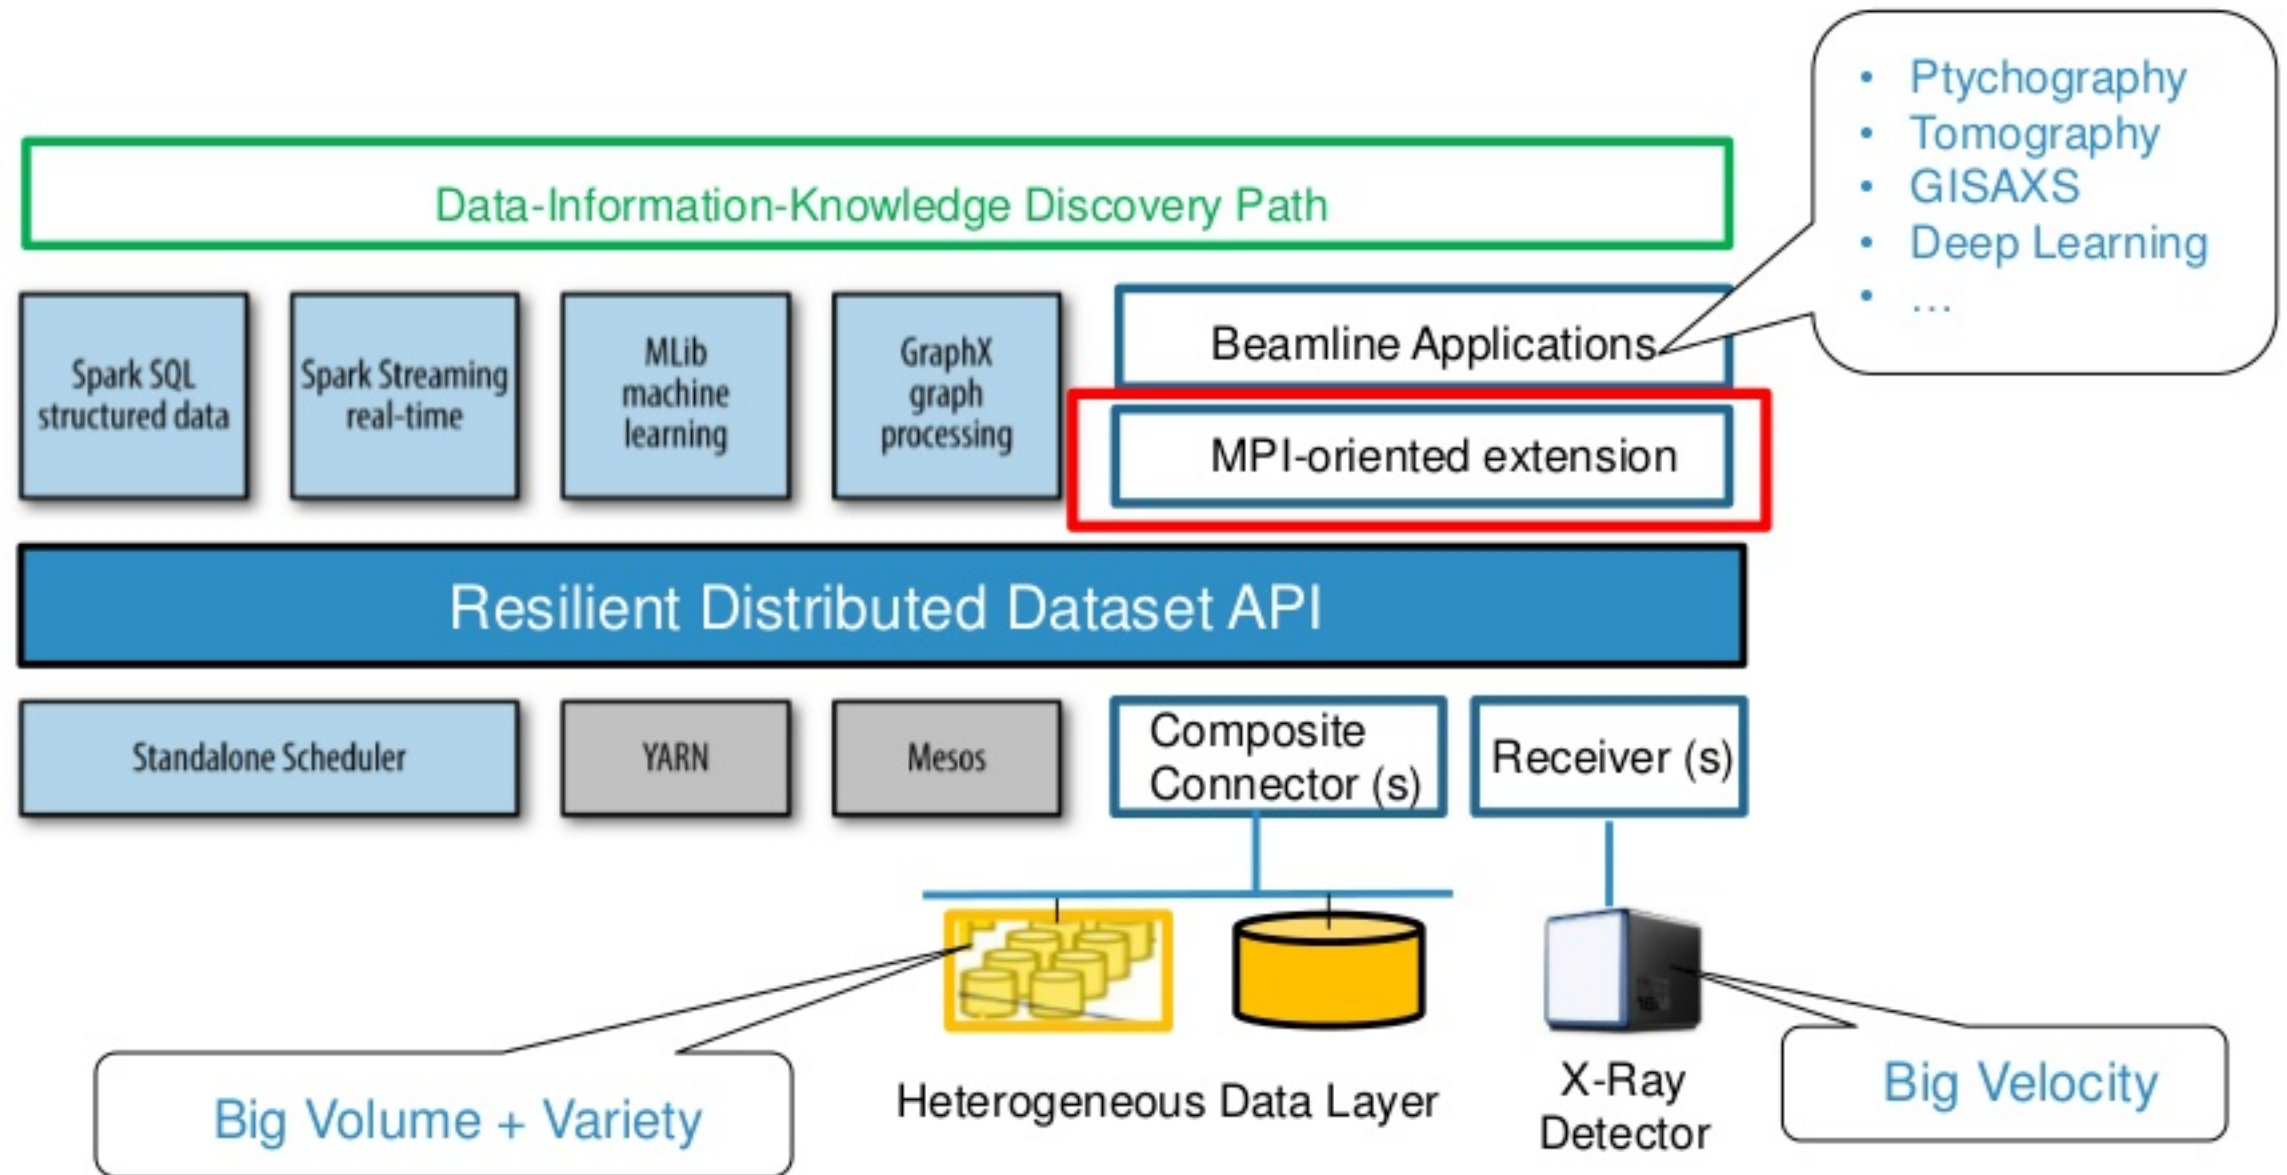 • Ptychography
• Tomography
• GISAXS
• Deep Learning
• ...
Data-Information-Knowledge Discovery Path
Spark SQL
structured data
Spark Streaming
real-time
MLib
machine
learning
GraphX
graph
processing
Beamline Applications
MPI-oriented extension
Resilient Distributed Dataset API
Standalone Scheduler
YARN
Mesos
Composite
Connector (s)
Receiver (s)
Big Volume + Variety
Heterogeneous Data Layer
X-Ray
Detector
Big Velocity